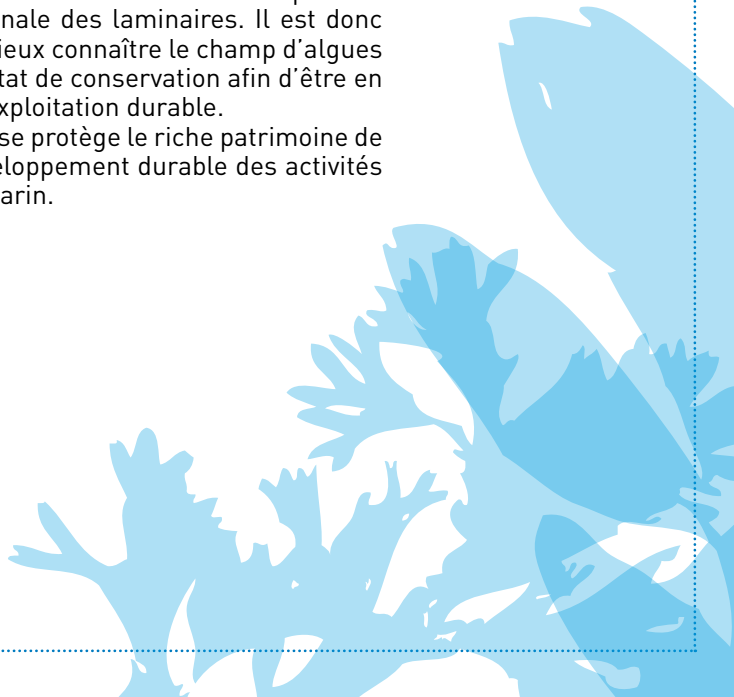 nale des laminaires. Il est donc
ieux connaître le champ d’algues
tat de conservation afin d’être en
xploitation durable.
se protège le riche patrimoine de
eloppement durable des activités
arin.